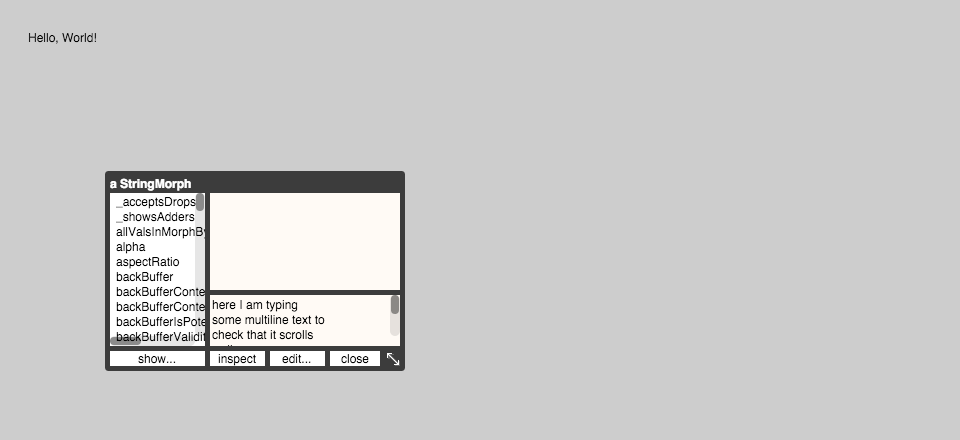 Hello, World!
a StringMorph
_acceptsDrops
_showsAdders
allValsInMorphBy
alpha
aspectRatio
backBuffer
backBufferConte
backBufferConte
backBufferIsPote
backBufferValidit
here I am typing
some multiline text to
check that it scrolls
show...
inspect
edit...
close